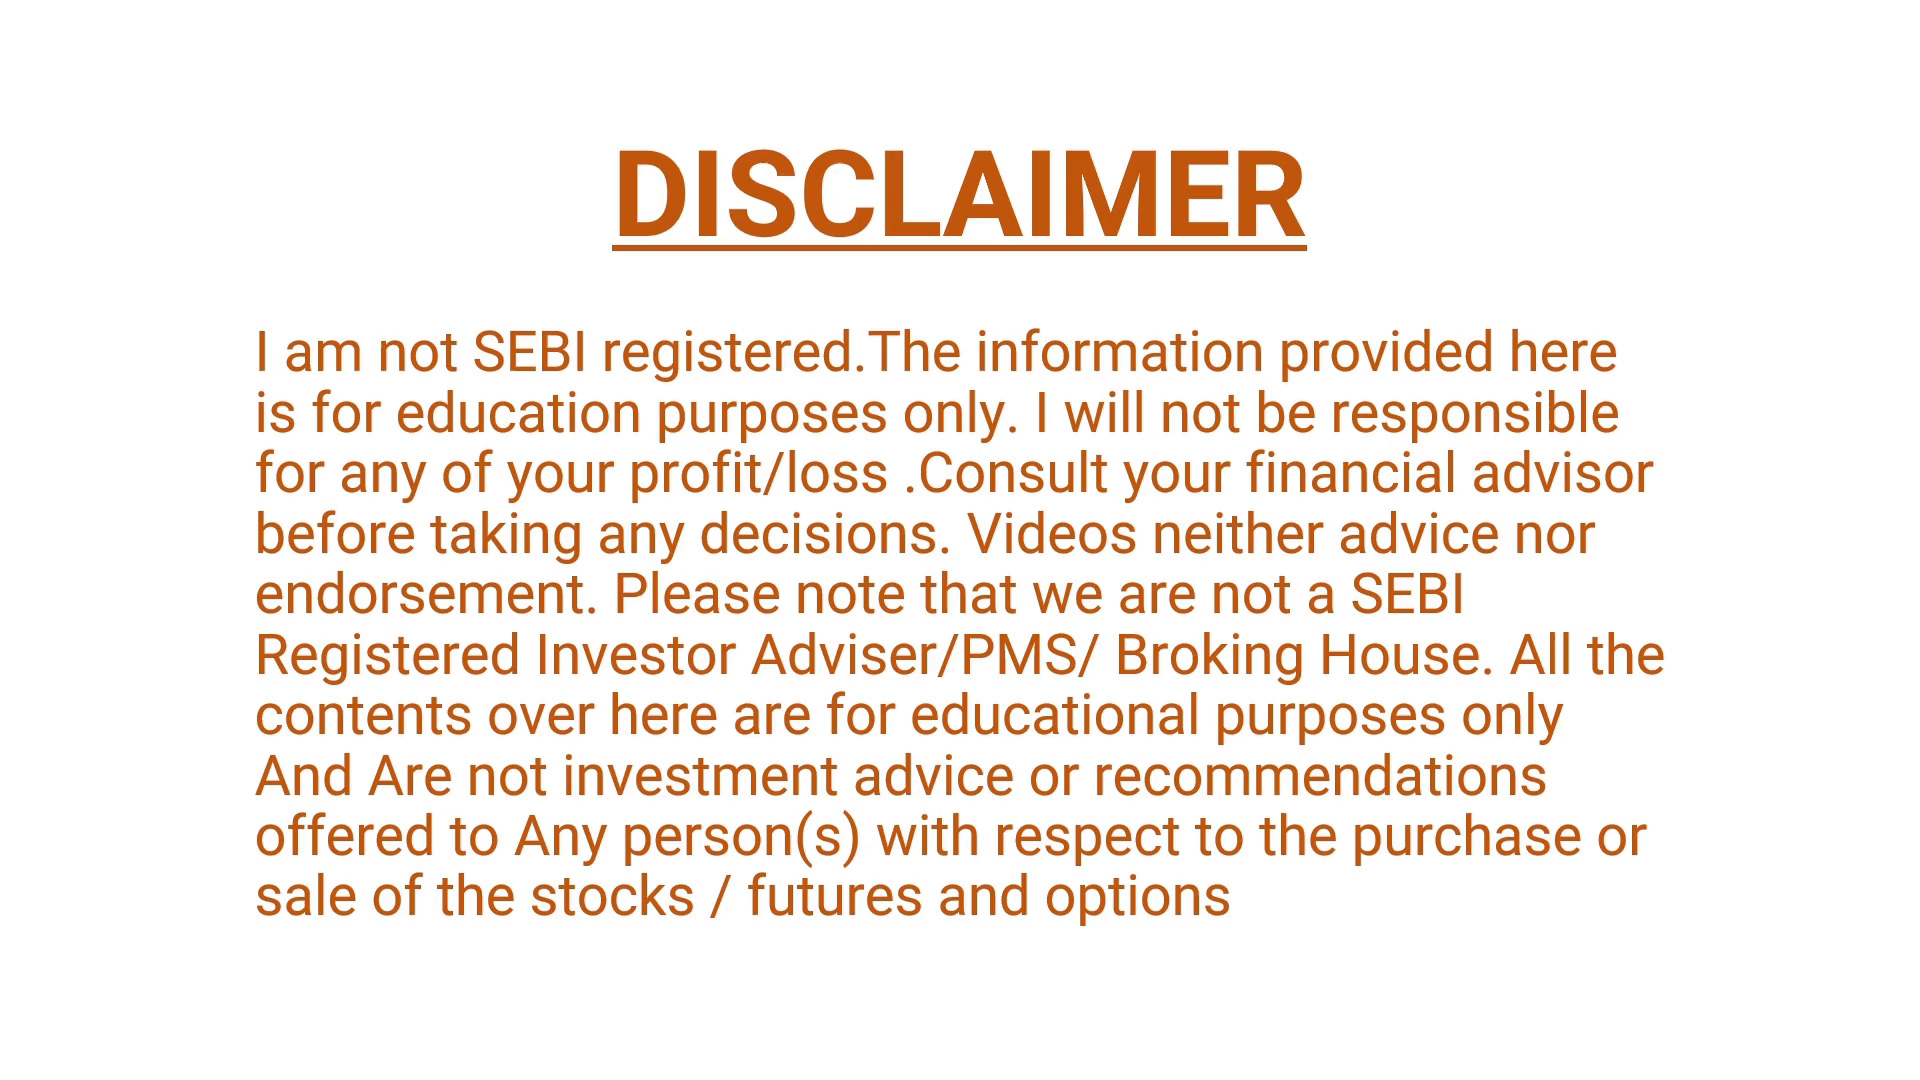 DISCLAIMER
I am not SEBI registered.The information provided here
is for education purposes only. I will not be responsible
for any of your profit/loss .Consult your financial advisor
before taking any decisions. Videos neither advice nor
endorsement. Please note that we are not a SEBI
Registered Investor Adviser/PMS/ Broking House. All the
contents over here are for educational purposes only
And Are not investment advice or recommendations
offered to Any person(s) with respect to the purchase or
sale of the stocks / futures and options